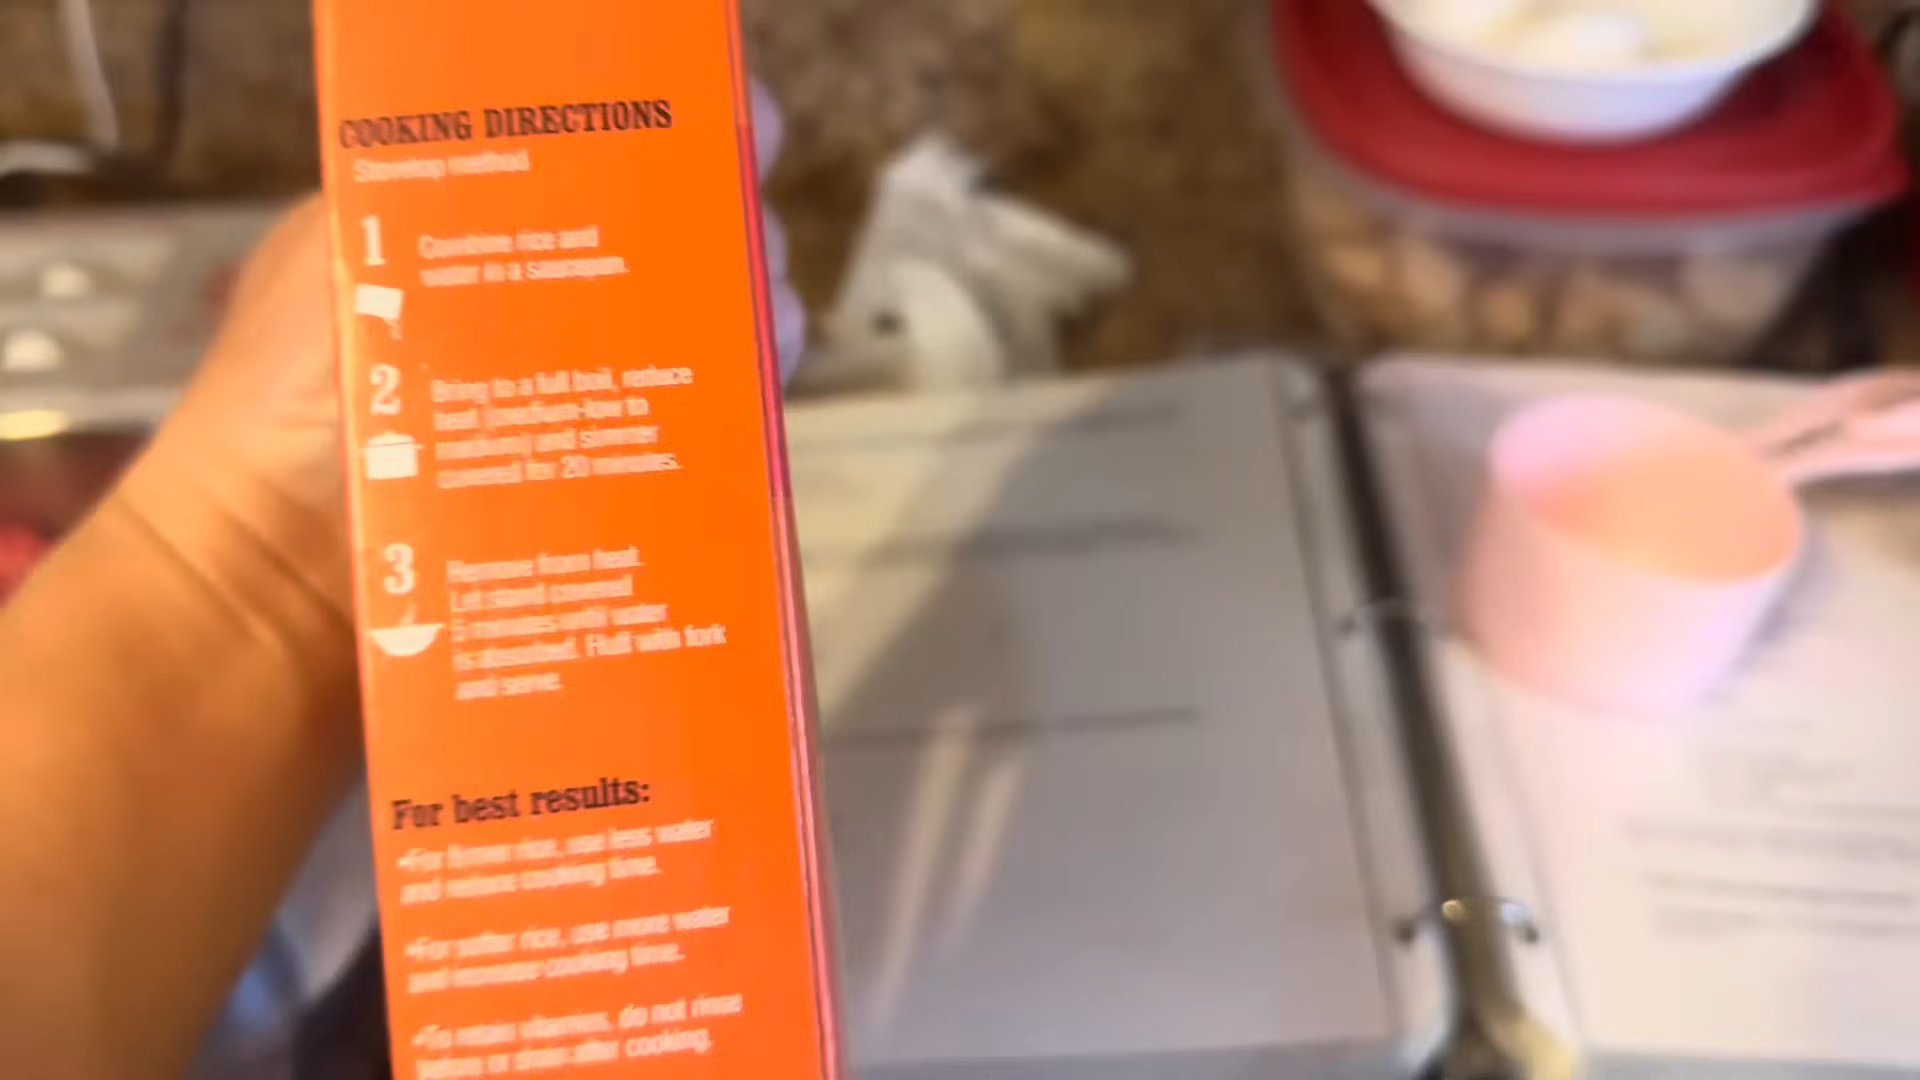 COOKING DIRECTIONS
Stovetop method
1
Combine rice and
water in a saucepan.
2
Bring to a full boil, reduce
heat (medium-low to
medium) and simmer
covered for 20 minutes.
3
Remove from heat.
Let stand covered
5 minutes until water
is absorbed. Fluff with fork
and serve.
For best results:
•For firmer rice, use less water
and reduce cooking time.
•For softer rice, use more water
and increase cooking time.
•To retain vitamins, do not rinse
before or drain after cooking.